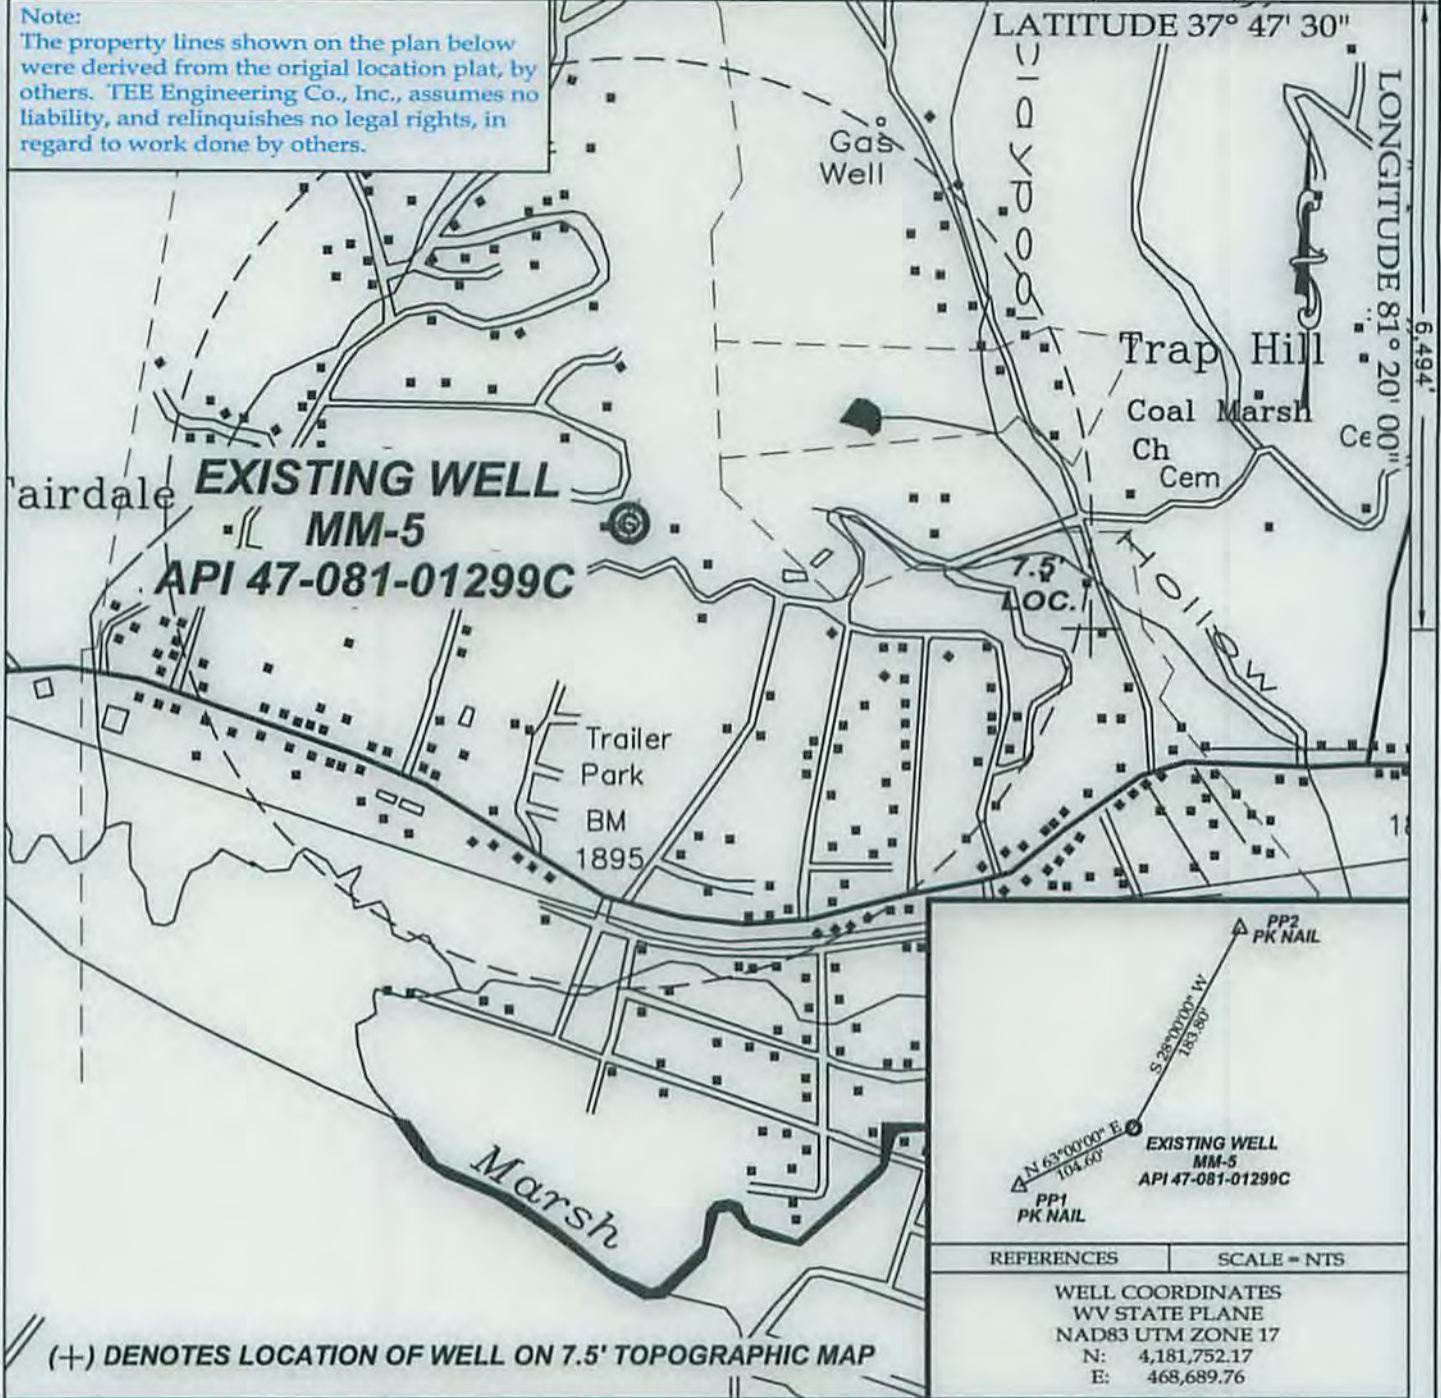 Note:
The property lines shown on the plan below
were derived from the origial location plat, by
others. TEE Engineering Co., Inc., assumes no
liability, and relinquishes no legal rights, in
regard to work done by others.
LATITUDE 37° 47' 30"
LONGITUDE 81° 20' 00"
6,494'
Gas
Well
Trap Hill
Coal Marsh
Ch
Cem
Ce
airdale
EXISTING WELL
MM-5
API 47-081-01299C
7.5'
LOC.
Hollow
Trailer
Park
BM
1895
Marsh
PP2
PK NAIL
S 28°00'00" W
183.80'
N 63°00'00" E
104.60'
EXISTING WELL
MM-5
API 47-081-01299C
PP1
PK NAIL
REFERENCES
SCALE = NTS
WELL COORDINATES
WV STATE PLANE
NAD83 UTM ZONE 17
N: 4,181,752.17
E: 468,689.76
(+) DENOTES LOCATION OF WELL ON 7.5' TOPOGRAPHIC MAP